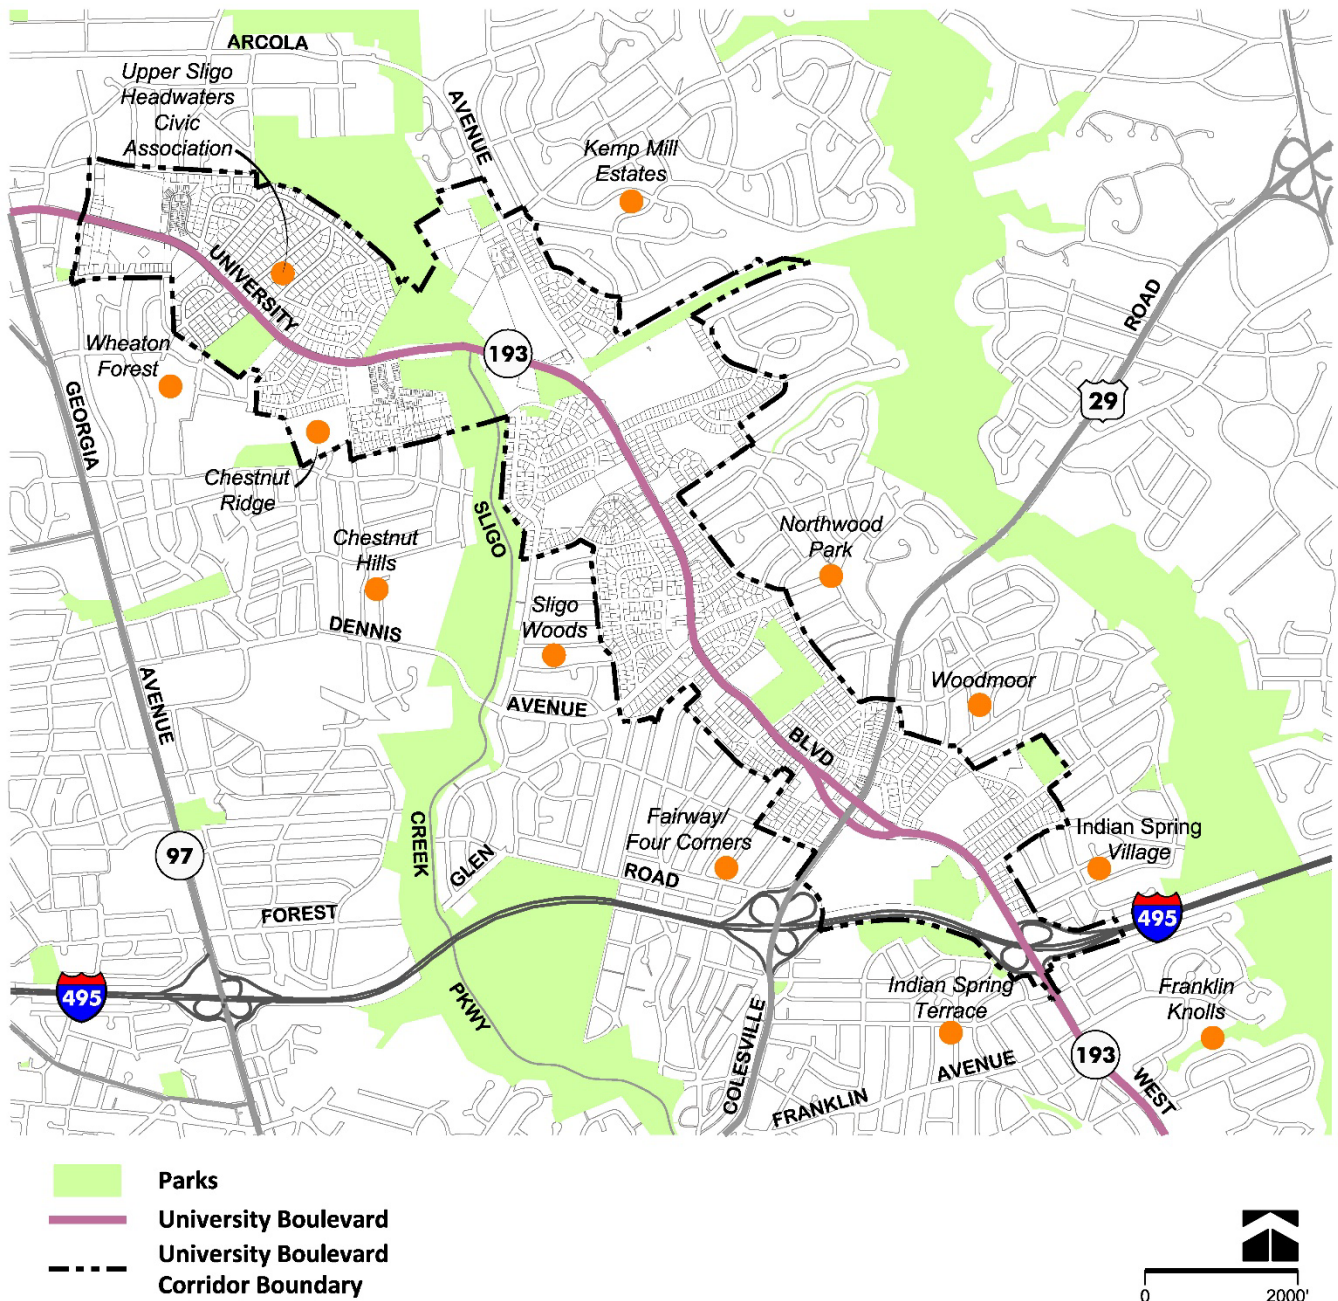 ARCOLA
AVENUE
Upper Sligo
Headwaters
Civic
Association
Kemp Mill
Estates
UNIVERSITY
ROAD
Wheaton
Forest
193
29
GEORGIA
Chestnut
Ridge
SLIGO
Chestnut
Hills
Northwood
Park
Sligo
Woods
DENNIS
AVENUE
AVENUE
Woodmoor
BLVD
Fairway/
Four Corners
Indian Spring
Village
97
CREEK
GLEN
ROAD
FOREST
495
495
PKWY
Indian Spring
Terrace
Franklin
Knolls
COLESVILLE
193
FRANKLIN
AVENUE
WEST
Parks
University Boulevard
University Boulevard
Corridor Boundary
0
2000'